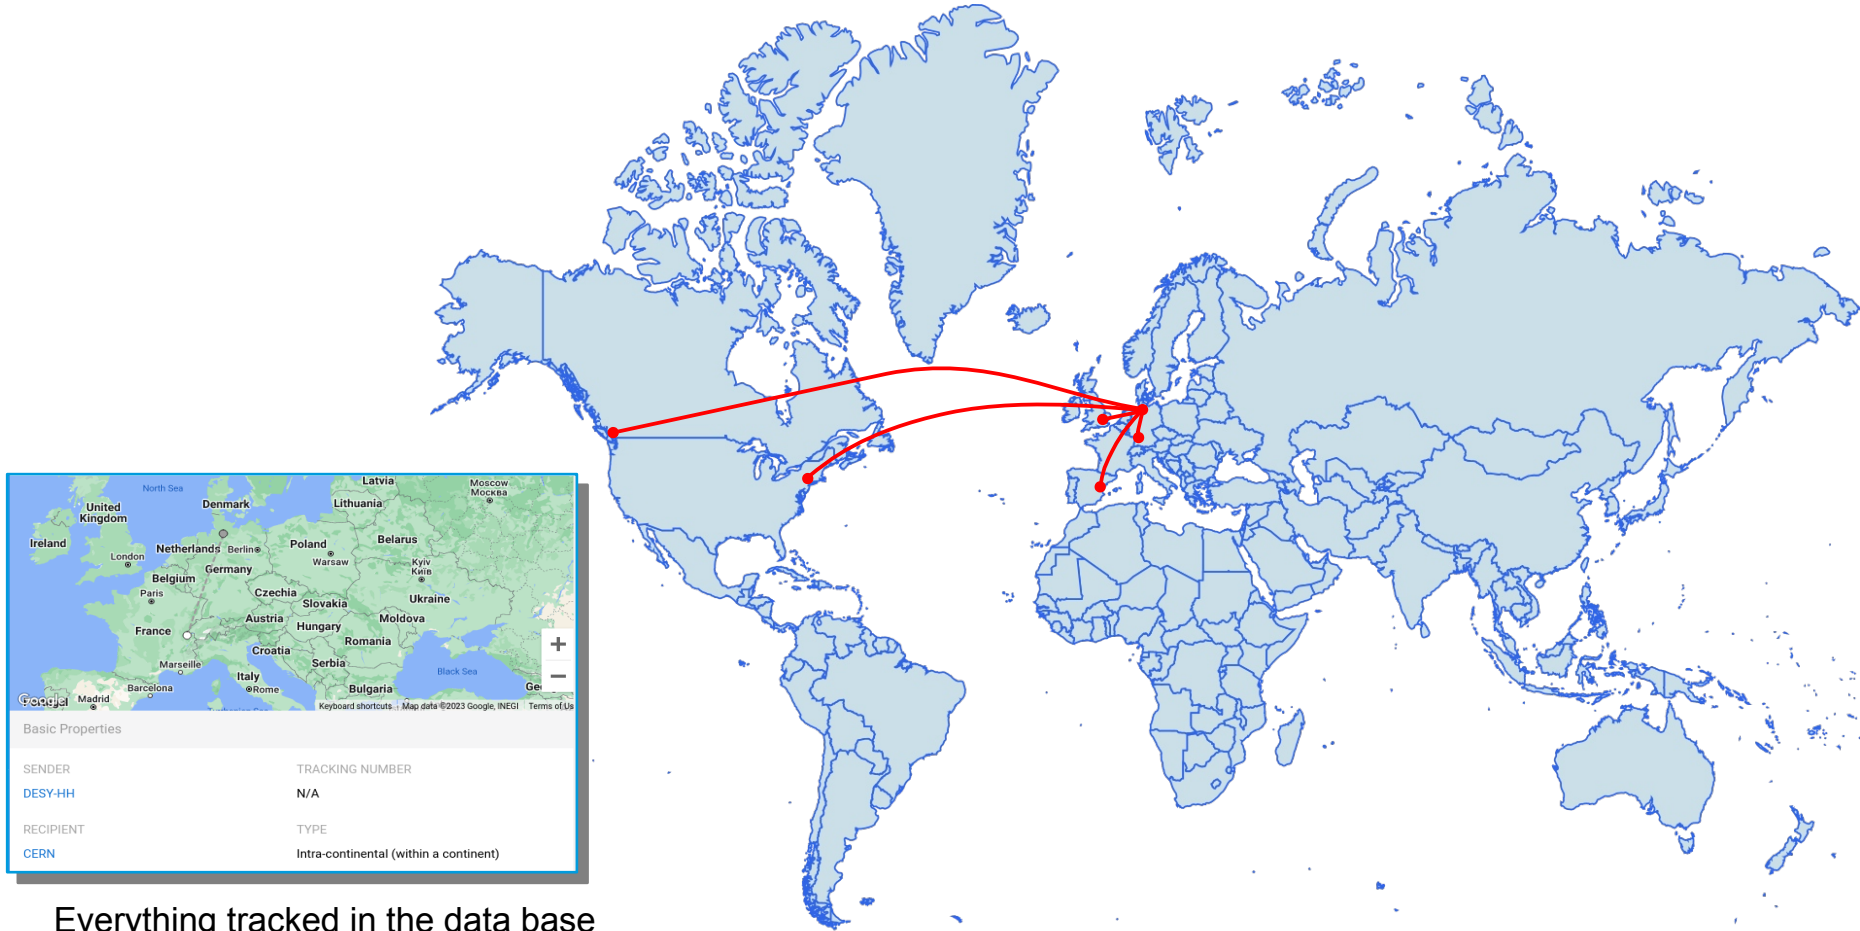 North Sea
Latvia
Moscow
Москва
United
Kingdom
Denmark
Lithuania
Ireland
Netherlands
Berlin
Poland
Belarus
London
Warsaw
Germany
Belgium
Kyiv
Київ
Paris
Czechia
Slovakia
Ukraine
Austria
Hungary
Moldova
France
Romania
Croatia
Serbia
Marseille
Black Sea
Italy
Rome
Barcelona
Bulgaria
Madrid
Google
Keyboard shortcuts
Map data ©2023 Google, INEGI
Terms of Us
Basic Properties
SENDER TRACKING NUMBER
DESY-HH N/A
RECIPIENT TYPE
CERN Intra-continental (within a continent)
Everything tracked in the data base